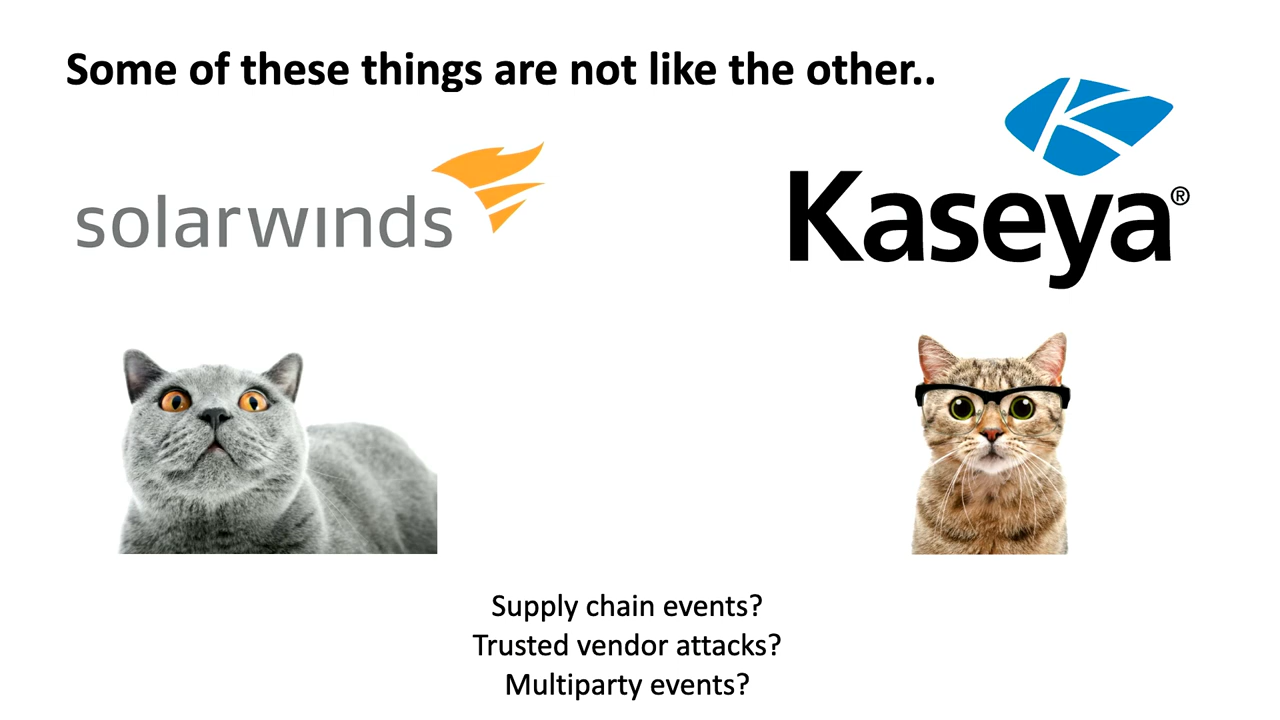 Some of these things are not like the other..
solarwinds
Kaseya®
Supply chain events?
Trusted vendor attacks?
Multiparty events?